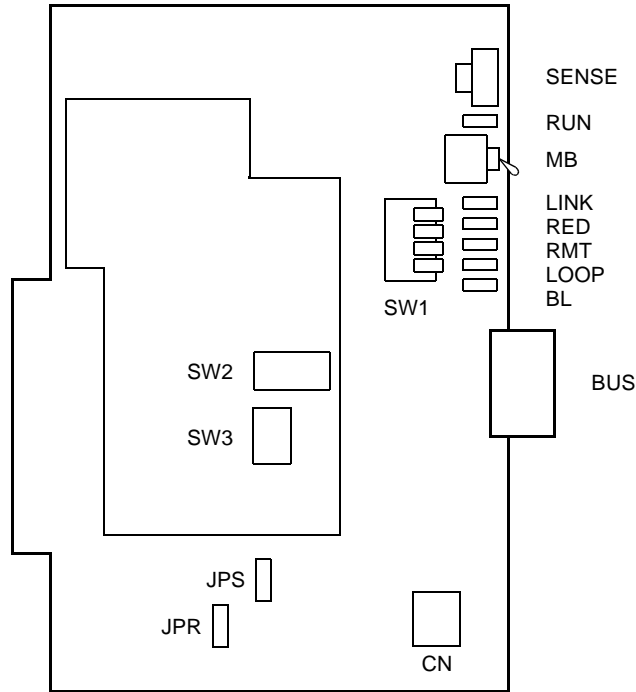 SENSE
RUN
MB
LINK
RED
RMT
LOOP
BL
SW1
SW2
BUS
SW3
JPS
JPR
CN